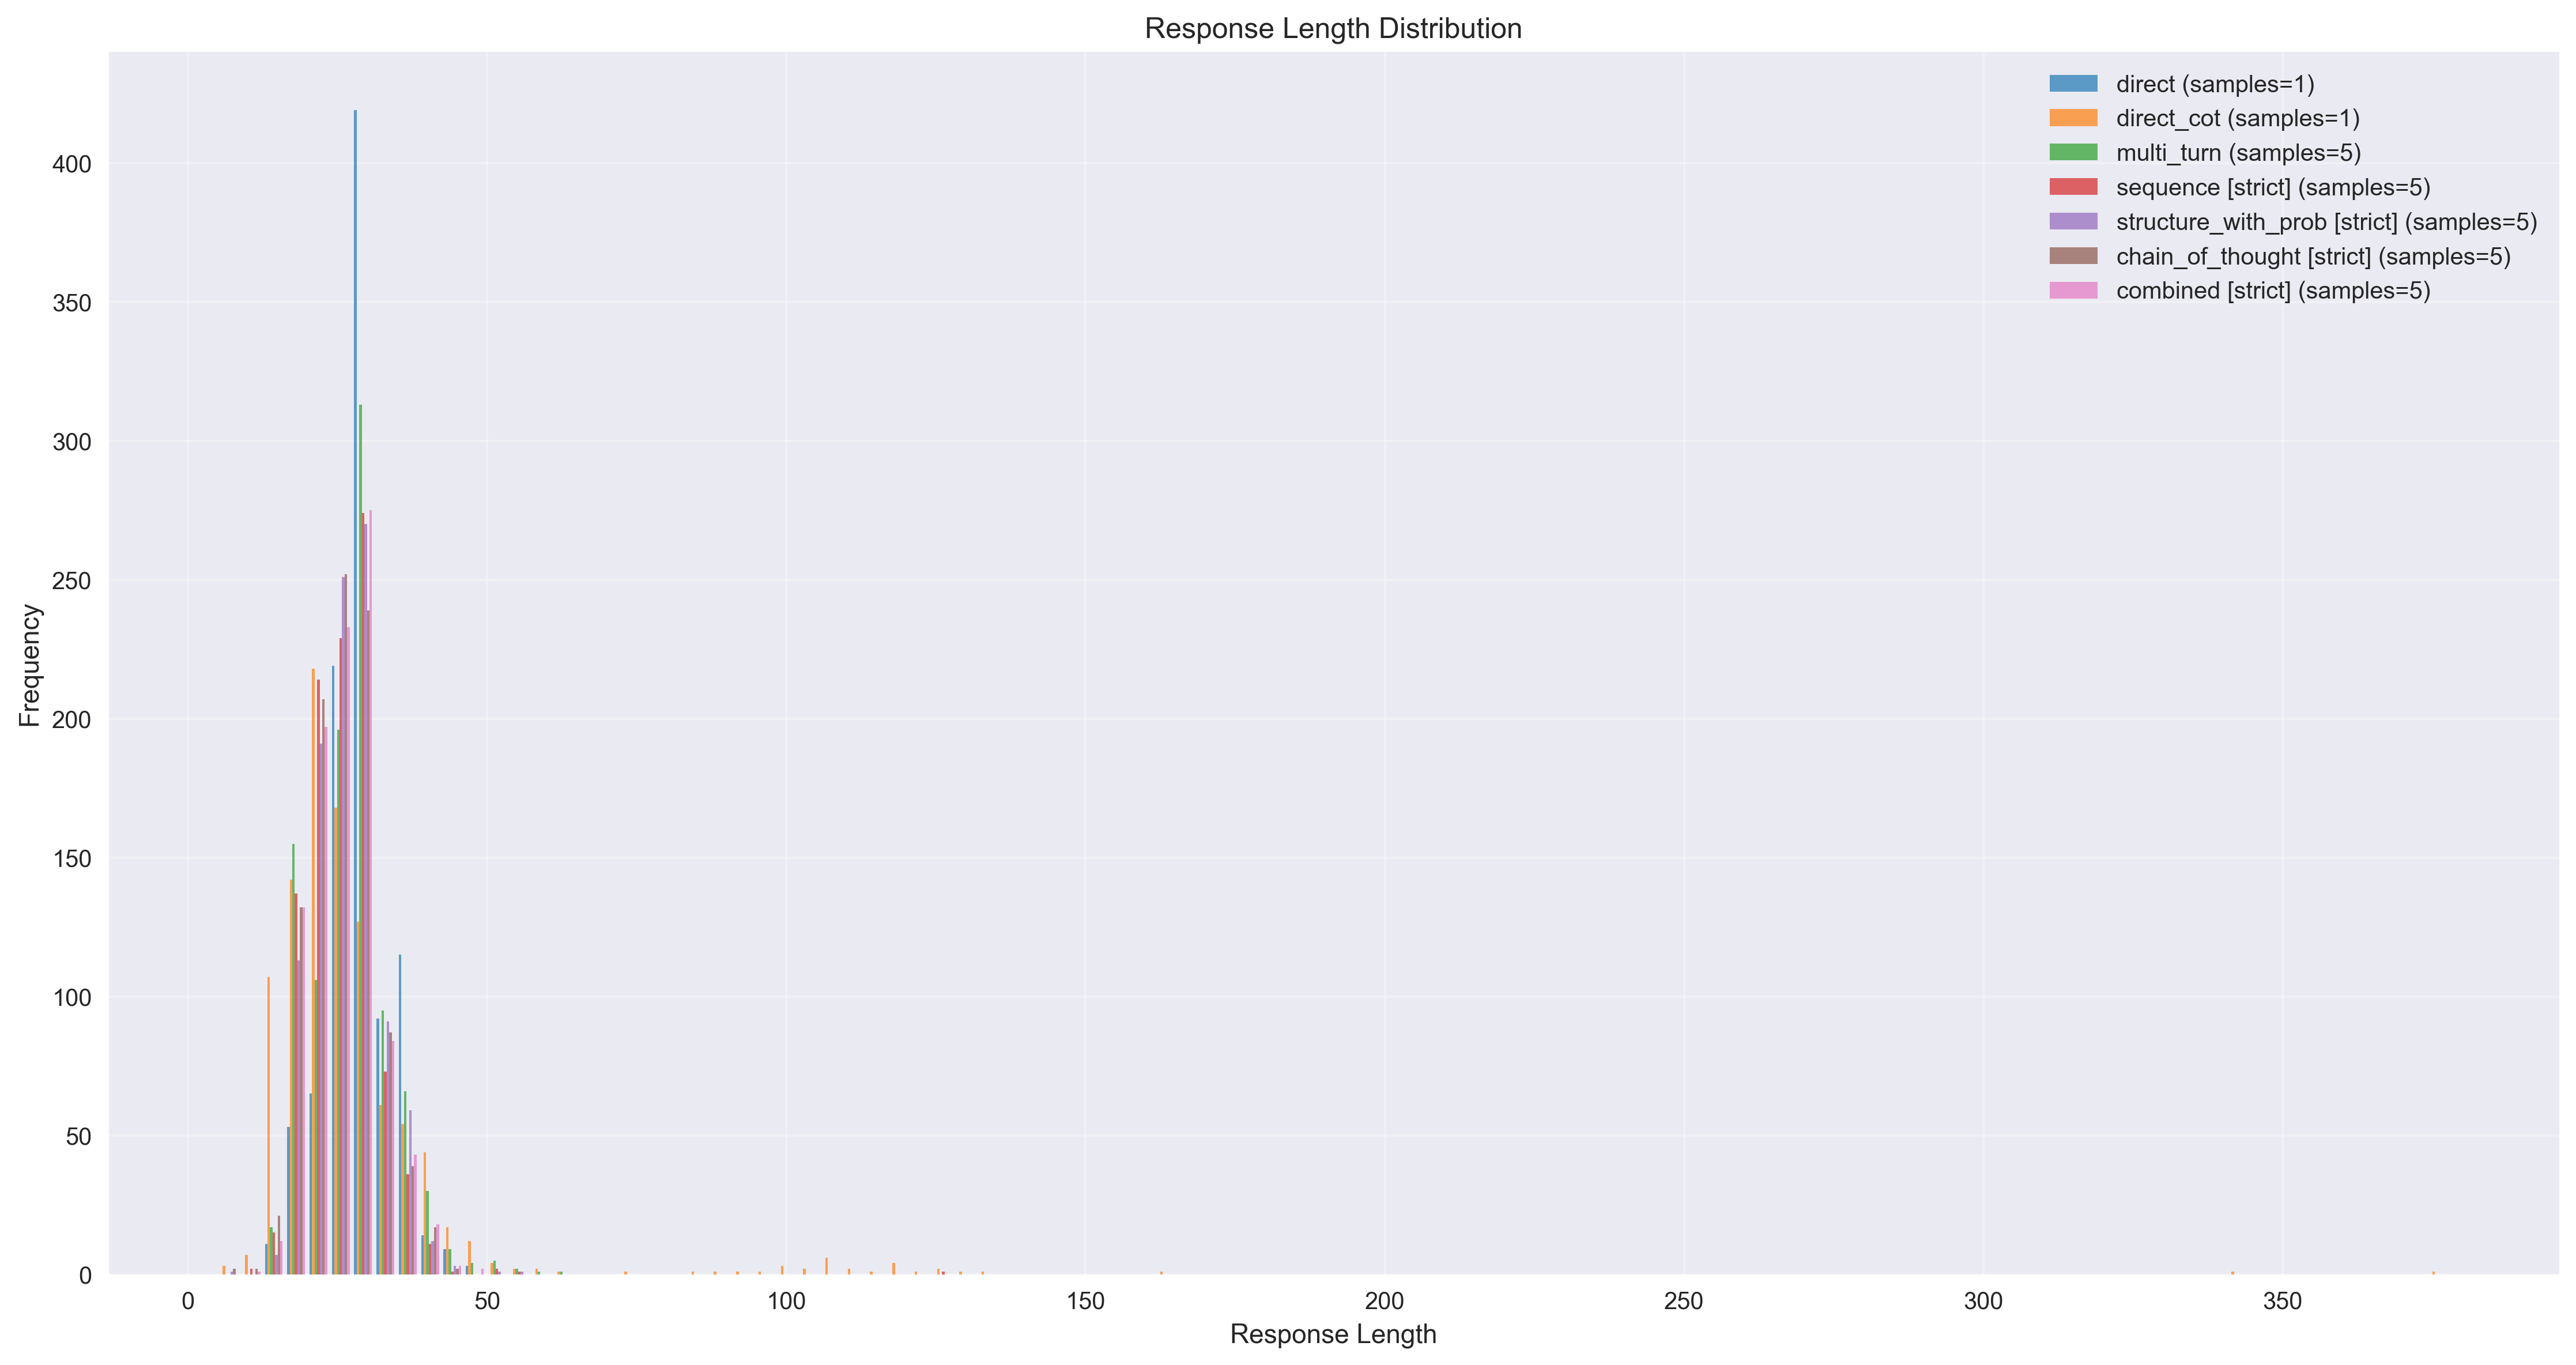 Response Length Distribution
direct (samples=1)
direct_cot (samples=1)
multi_turn (samples=5)
sequence [strict] (samples=5)
structure_with_prob [strict] (samples=5)
chain_of_thought [strict] (samples=5)
combined [strict] (samples=5)
Frequency
400
350
300
250
200
150
100
50
0
0 50 100 150 200 250 300 350
Response Length